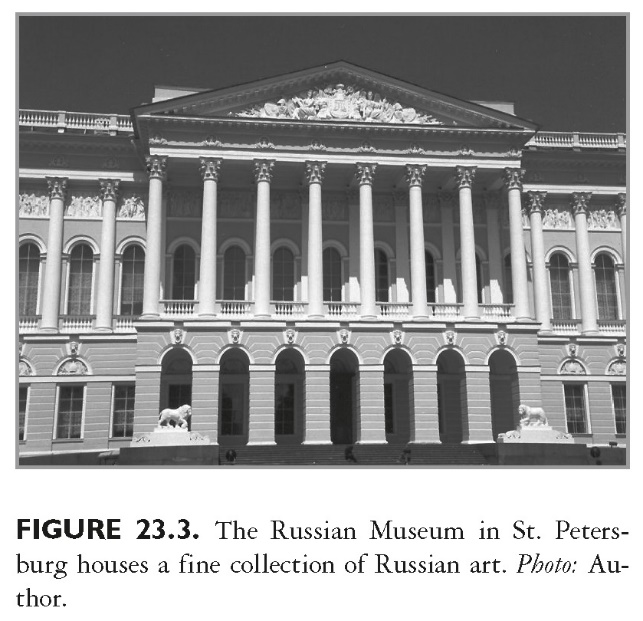 FIGURE 23.3. The Russian Museum in St. Peters-
burg houses a fine collection of Russian art. Photo: Au-
thor.